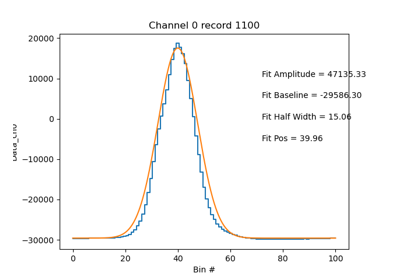 Channel 0 record 1100
20000
10000
0
−10000
−20000
−30000
Fit Amplitude = 47135.33
Fit Baseline = -29586.30
Fit Half Width = 15.06
Fit Pos = 39.96
0 20 40 60 80 100
Bin #